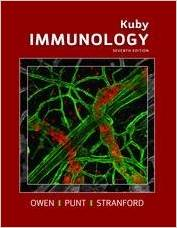 Kuby
IMMUNOLOGY
SEVENTH EDITION
OWEN | PUNT | STRANFORD